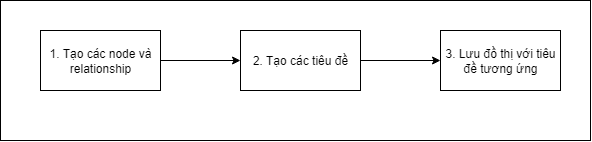 1. Tạo các node và
relationship
2. Tạo các tiêu đề
3. Lưu đồ thị với tiêu
đề tương ứng